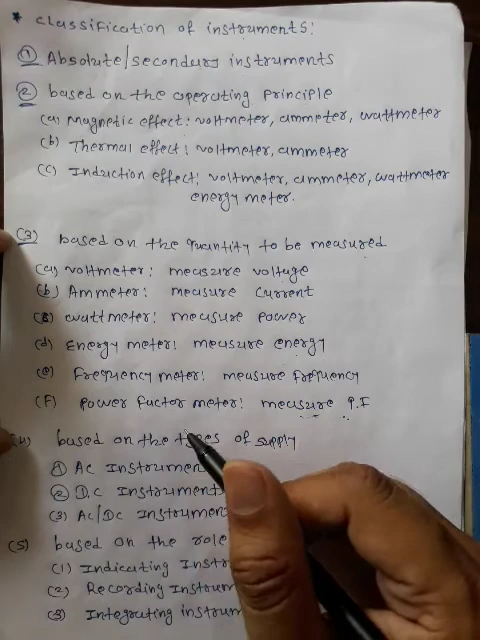 * classification of instruments:
① Absolute/secondary instruments
② based on the operating principle
(a) Magnetic effect: voltmeter, ammeter, wattmeter
(b) Thermal effect: voltmeter, ammeter
(c) Induction effect: voltmeter, ammeter, wattmeter
energy meter.
(3) based on the quantity to be measured
(a) voltmeter: measure voltage
(b) Ammeter: measure current
(c) wattmeter: measure power
(d) Energy meter: measure energy
(e) Frequency meter: measure frequency
(F) power factor meter: measure P.F
(4) based on the types of supply
① Ac Instrumen
② D.C Instrument
(3) Ac/Dc Instrumen
(5) based on the role
(1) Indicating Instr
(2) Recording Instrum
(3) Integrating instrum